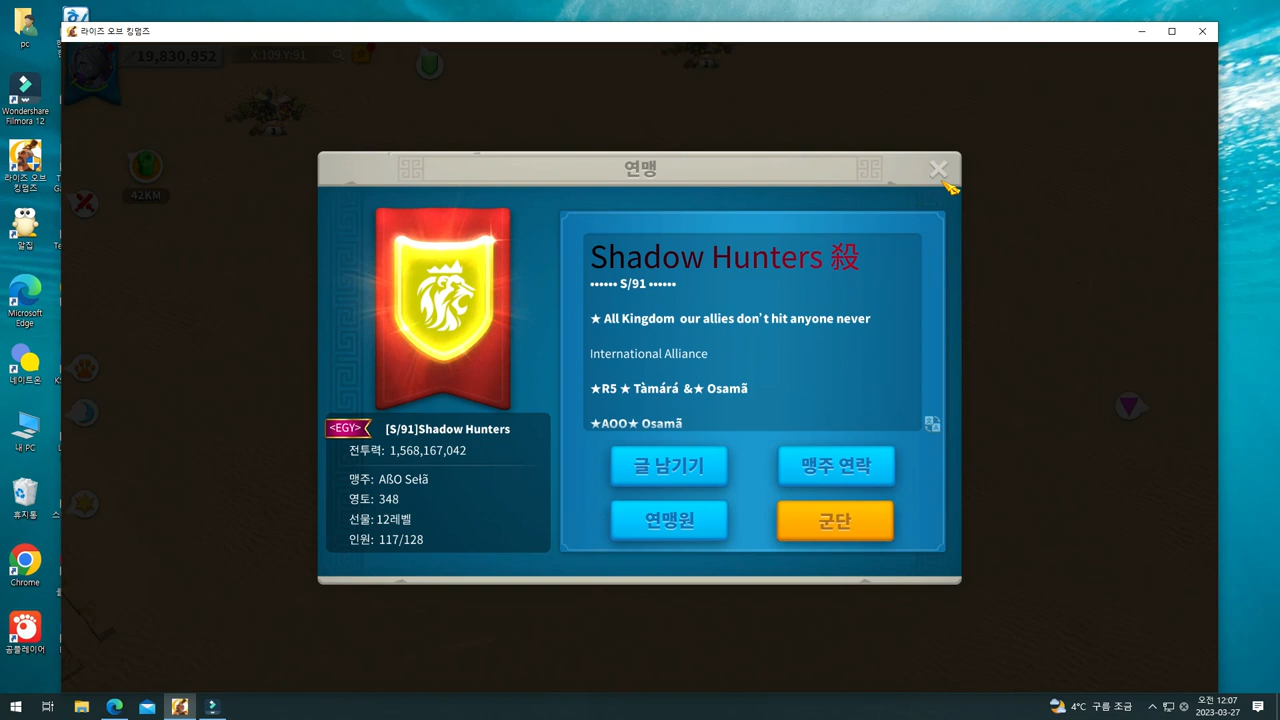 라이즈 오브 킹덤즈
pc
19,830,952
X:109 Y:91
3
Wondershare
Filmora 12
라이즈 오브
킹덤즈
42KM
알집
Microsoft
Edge
네이트온
내 PC
휴지통
Chrome
곰플레이어
연맹
Shadow Hunters 殺
•••••• S/91 ••••••
★ All Kingdom our allies don't hit anyone never
International Alliance
★R5 ★ Tàmárá &★ Osamã
★AOO★ Osamã
<EGY> [S/91]Shadow Hunters
전투력: 1,568,167,042
맹주: AßO Sełã
영토: 348
선물: 12레벨
인원: 117/128
글 남기기
맹주 연락
연맹원
군단
4°C 구름 조금
오전 12:07
2023-03-27